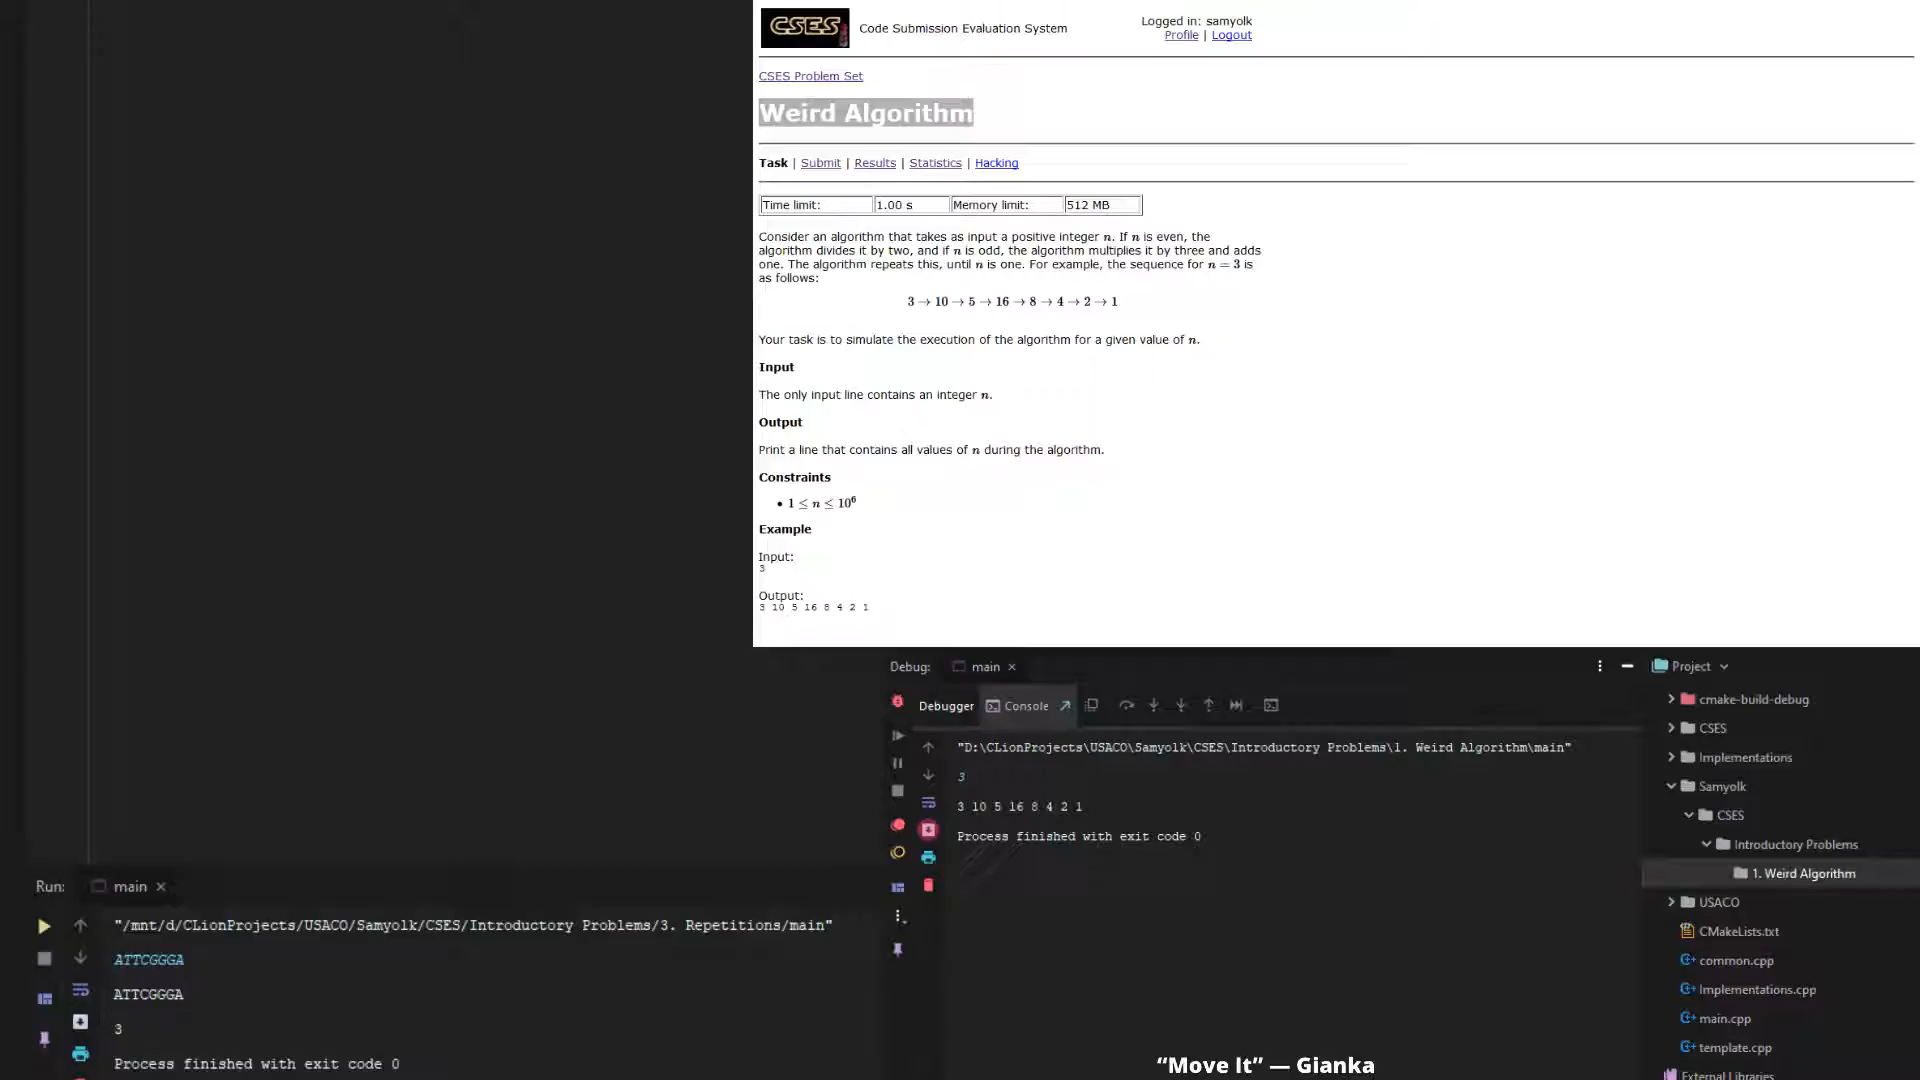 CSES
Code Submission Evaluation System
Logged in: samyolk
Profile | Logout
CSES Problem Set
Weird Algorithm
Task | Submit | Results | Statistics | Hacking
Time limit: 1.00 s Memory limit: 512 MB
Consider an algorithm that takes as input a positive integer n. If n is even, the
algorithm divides it by two, and if n is odd, the algorithm multiplies it by three and adds
one. The algorithm repeats this, until n is one. For example, the sequence for n = 3 is
as follows:
3 → 10 → 5 → 16 → 8 → 4 → 2 → 1
Your task is to simulate the execution of the algorithm for a given value of n.
Input
The only input line contains an integer n.
Output
Print a line that contains all values of n during the algorithm.
Constraints
• 1 ≤ n ≤ 10⁶
Example
Input:
3
Output:
3 10 5 16 8 4 2 1
Debug: main
Debugger Console
"D:\CLionProjects\USACO\Samyolk\CSES\Introductory Problems\1. Weird Algorithm\main"
3
3 10 5 16 8 4 2 1
Process finished with exit code 0
Project
cmake-build-debug
CSES
Implementations
Samyolk
CSES
Introductory Problems
1. Weird Algorithm
USACO
CMakeLists.txt
common.cpp
Implementations.cpp
main.cpp
template.cpp
External Libraries
Run: main
"/mnt/d/CLionProjects/USACO/Samyolk/CSES/Introductory Problems/3. Repetitions/main"
ATTCGGGA
ATTCGGGA
3
Process finished with exit code 0
“Move It” — Gianka